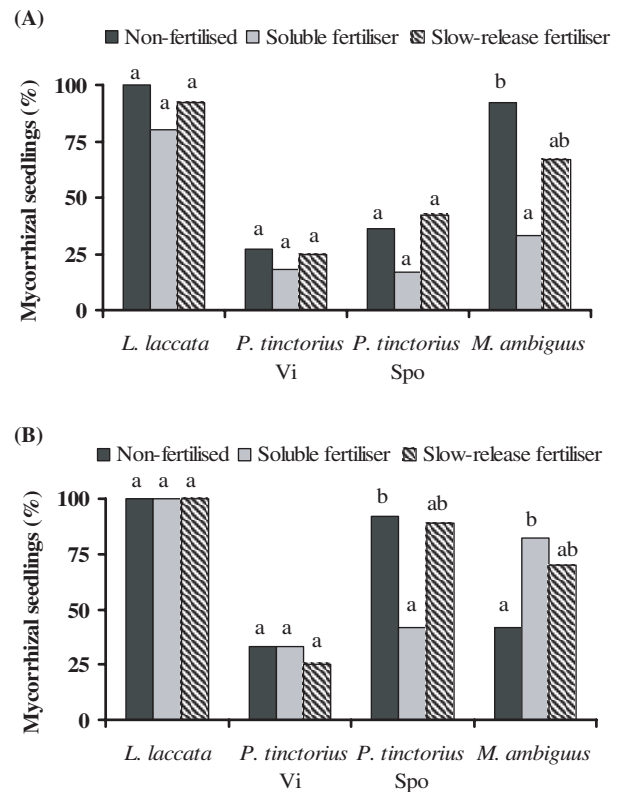 (A)
Non-fertilised Soluble fertiliser Slow-release fertiliser
Mycorrhizal seedlings (%)
100
75
50
25
0
a a a
a a a
a a a
b a ab
L. laccata P. tinctorius P. tinctorius M. ambiguus
Vi Spo
(B)
Non-fertilised Soluble fertiliser Slow-release fertiliser
Mycorrhizal seedlings (%)
100
75
50
25
0
a a a
a a a
b a ab
a b ab
L. laccata P. tinctorius P. tinctorius M. ambiguus
Vi Spo